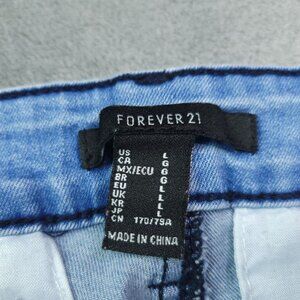 FOREVER 21
US L
CA G
MX/ECU G
BR G
EU L
UK L
KR L
JP L
CN 170/79A
MADE IN CHINA